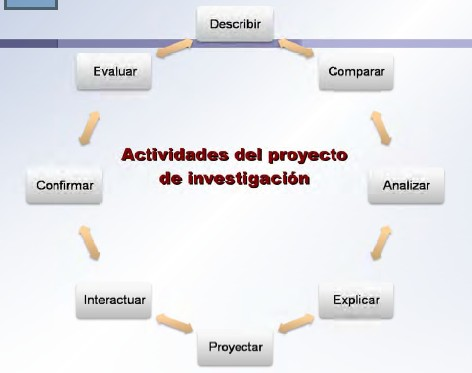 Describir
Evaluar
Comparar
Actividades del proyecto
de investigación
Confirmar
Analizar
Interactuar
Explicar
Proyectar